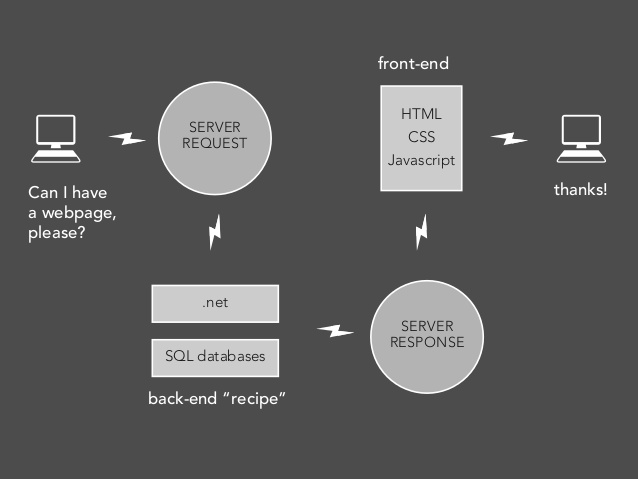 Can I have
a webpage,
please?
SERVER
REQUEST
.net
SQL databases
back-end “recipe”
SERVER
RESPONSE
front-end
HTML
CSS
Javascript
thanks!